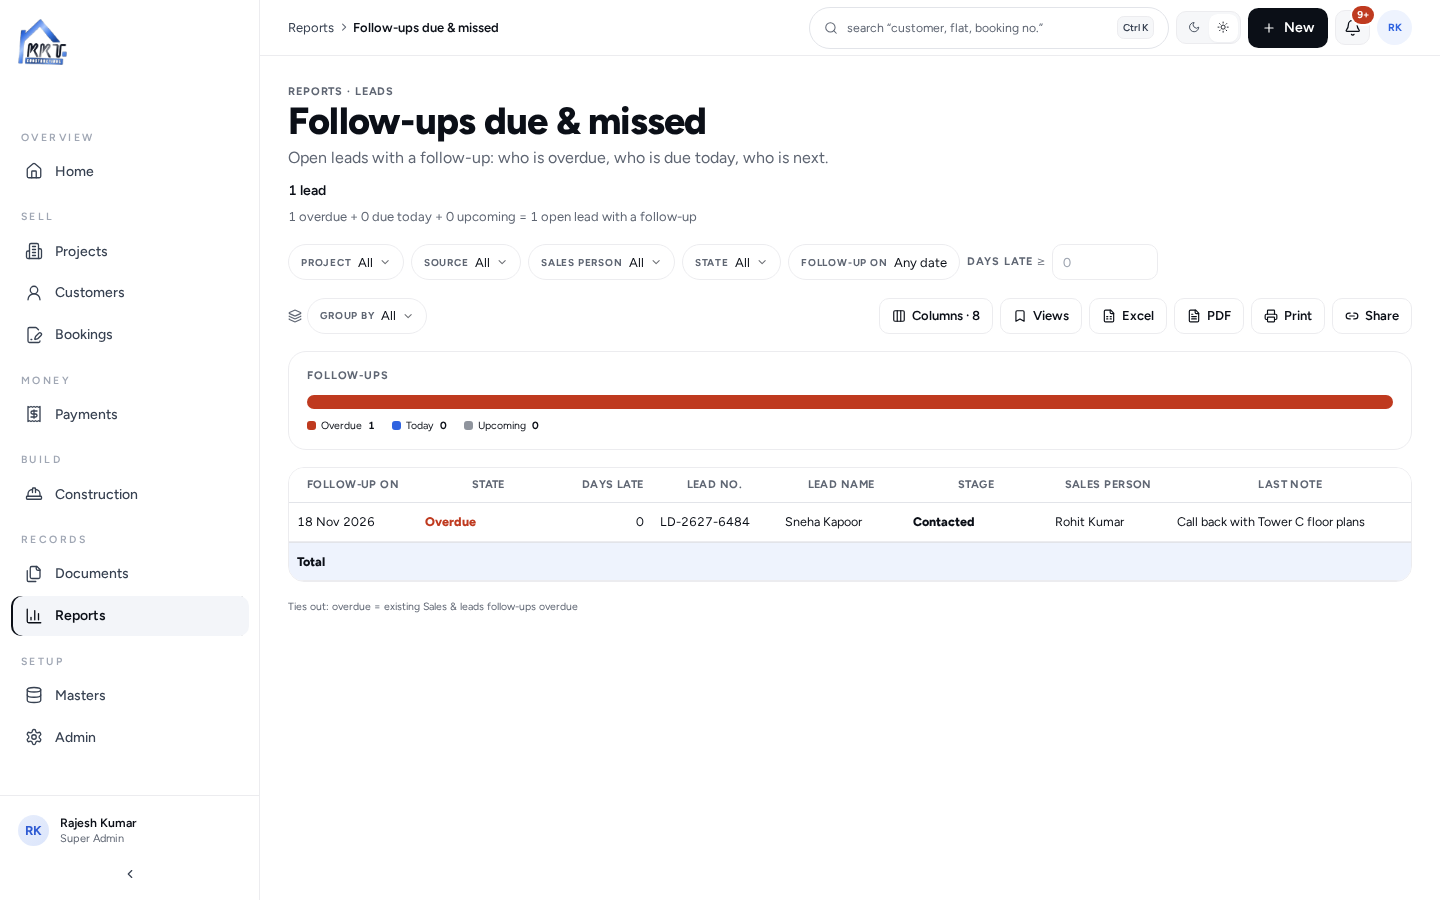 RKT
CONSTRUCTIONS
Reports > Follow-ups due & missed
search “customer, flat, booking no.”
Ctrl K
New
9+
RK
OVERVIEW
Home
SELL
Projects
Customers
Bookings
MONEY
Payments
BUILD
Construction
RECORDS
Documents
Reports
SETUP
Masters
Admin
RK
Rajesh Kumar
Super Admin
REPORTS · LEADS
Follow-ups due & missed
Open leads with a follow-up: who is overdue, who is due today, who is next.
1 lead
1 overdue + 0 due today + 0 upcoming = 1 open lead with a follow-up
PROJECT All SOURCE All SALES PERSON All STATE All FOLLOW-UP ON Any date DAYS LATE ≥ 0
GROUP BY All Columns · 8 Views Excel PDF Print Share
FOLLOW-UPS
Overdue 1 Today 0 Upcoming 0
FOLLOW-UP ON STATE DAYS LATE LEAD NO. LEAD NAME STAGE SALES PERSON LAST NOTE
18 Nov 2026 Overdue 0 LD-2627-6484 Sneha Kapoor Contacted Rohit Kumar Call back with Tower C floor plans
Total
Ties out: overdue = existing Sales & leads follow-ups overdue